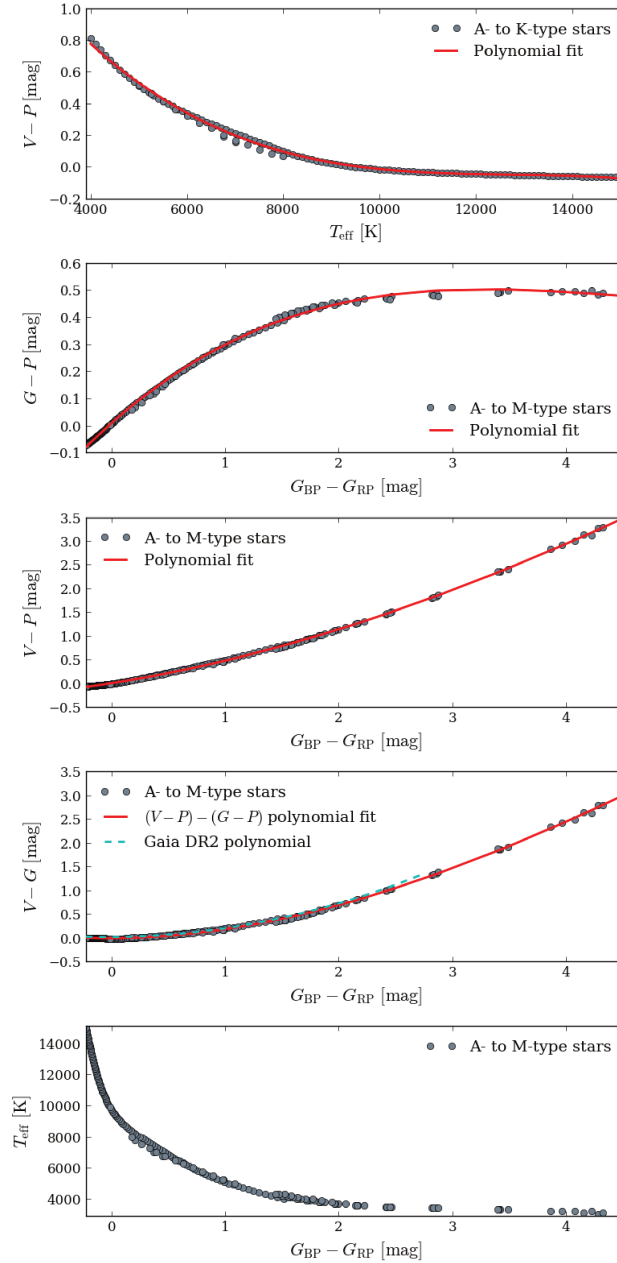 1.0
0.8
0.6
0.4
0.2
0.0
−0.2
V − P [mag]
A- to K-type stars
Polynomial fit
4000 6000 8000 10000 12000 14000
T_eff [K]
0.6
0.5
0.4
0.3
0.2
0.1
0.0
−0.1
G − P [mag]
A- to M-type stars
Polynomial fit
0 1 2 3 4
G_BP − G_RP [mag]
3.5
3.0
2.5
2.0
1.5
1.0
0.5
0.0
−0.5
V − P [mag]
A- to M-type stars
Polynomial fit
0 1 2 3 4
G_BP − G_RP [mag]
3.5
3.0
2.5
2.0
1.5
1.0
0.5
0.0
−0.5
V − G [mag]
A- to M-type stars
(V − P) − (G − P) polynomial fit
Gaia DR2 polynomial
0 1 2 3 4
G_BP − G_RP [mag]
14000
12000
10000
8000
6000
4000
T_eff [K]
A- to M-type stars
0 1 2 3 4
G_BP − G_RP [mag]